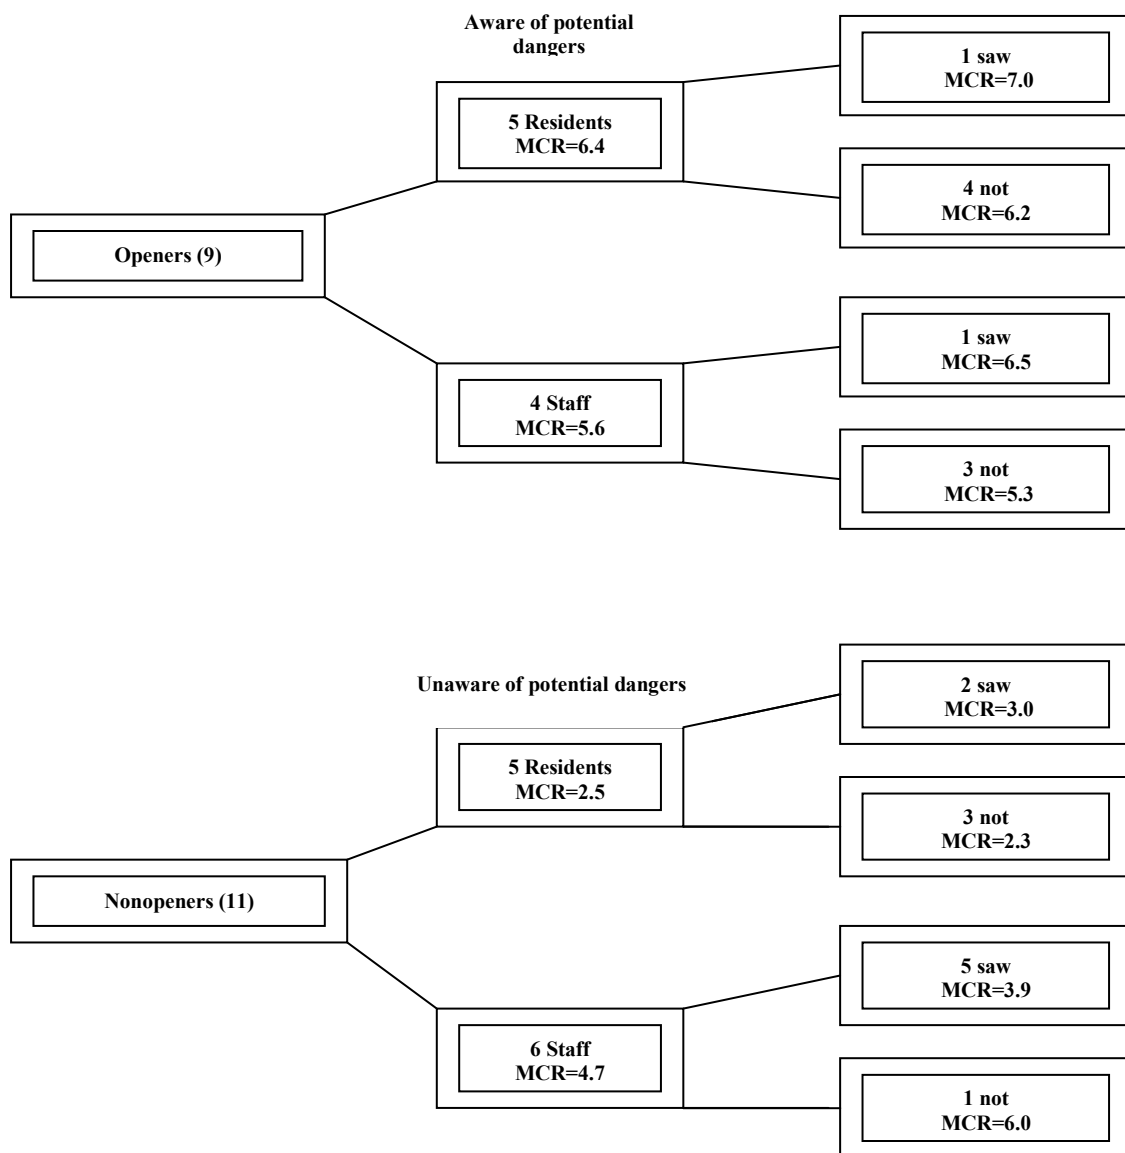 Aware of potential
dangers
1 saw
MCR=7.0
5 Residents
MCR=6.4
4 not
MCR=6.2
Openers (9)
1 saw
MCR=6.5
4 Staff
MCR=5.6
3 not
MCR=5.3
Unaware of potential dangers
2 saw
MCR=3.0
5 Residents
MCR=2.5
3 not
MCR=2.3
Nonopeners (11)
5 saw
MCR=3.9
6 Staff
MCR=4.7
1 not
MCR=6.0